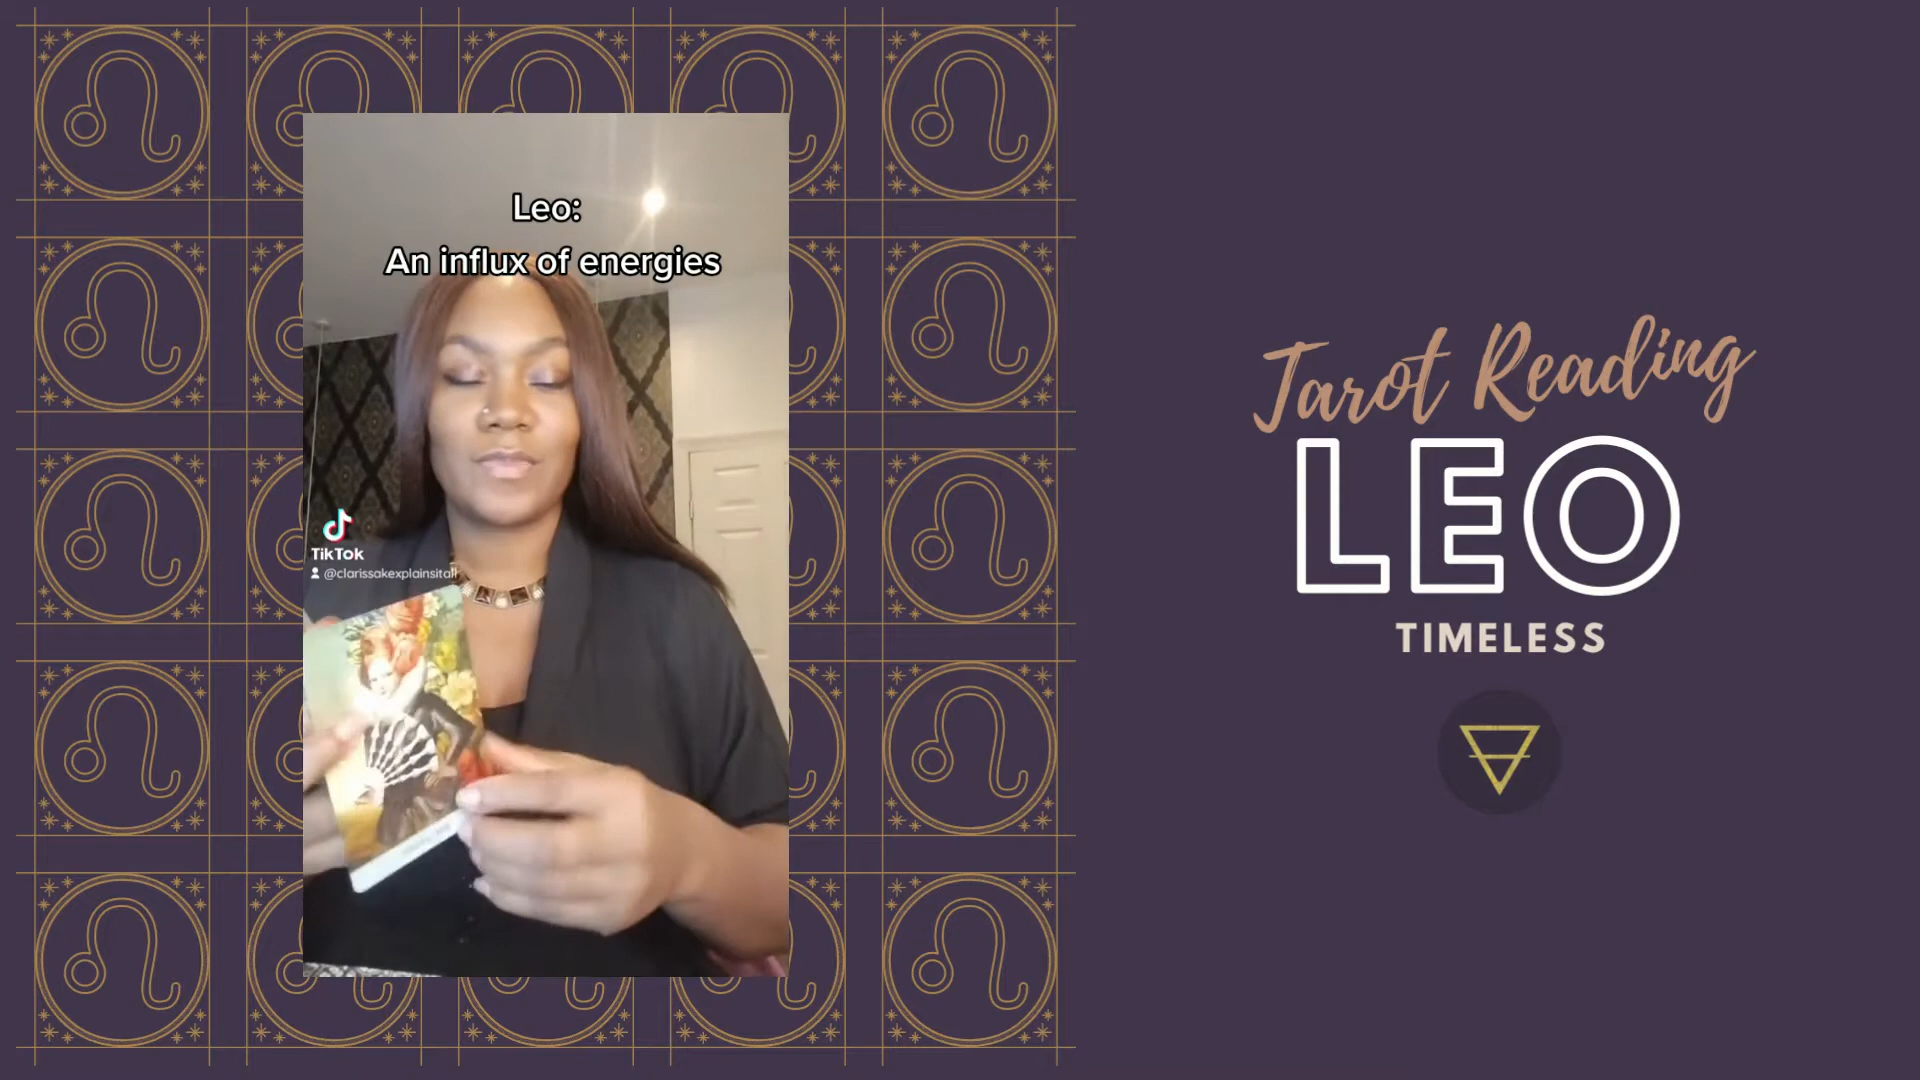 Leo:
An influx of energies
TikTok
@clarissakexplainsitall
Tarot Reading
LEO
TIMELESS